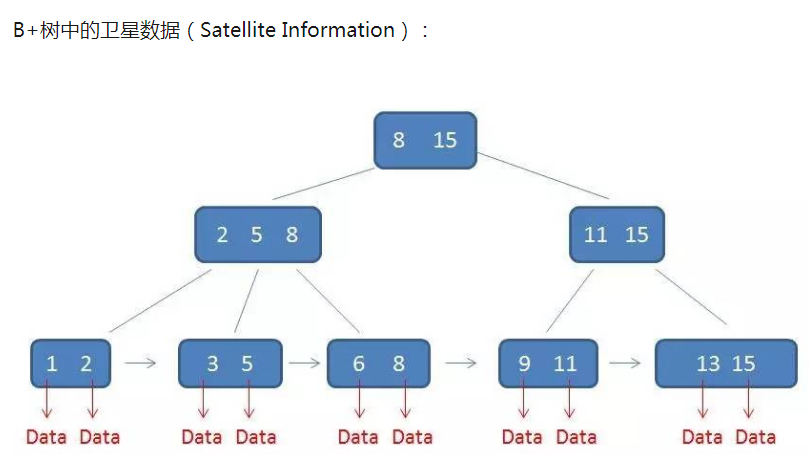 B+树中的卫星数据（Satellite Information）：
8 15
2 5 8
11 15
1 2
3 5
6 8
9 11
13 15
Data Data
Data Data
Data Data
Data Data
Data Data